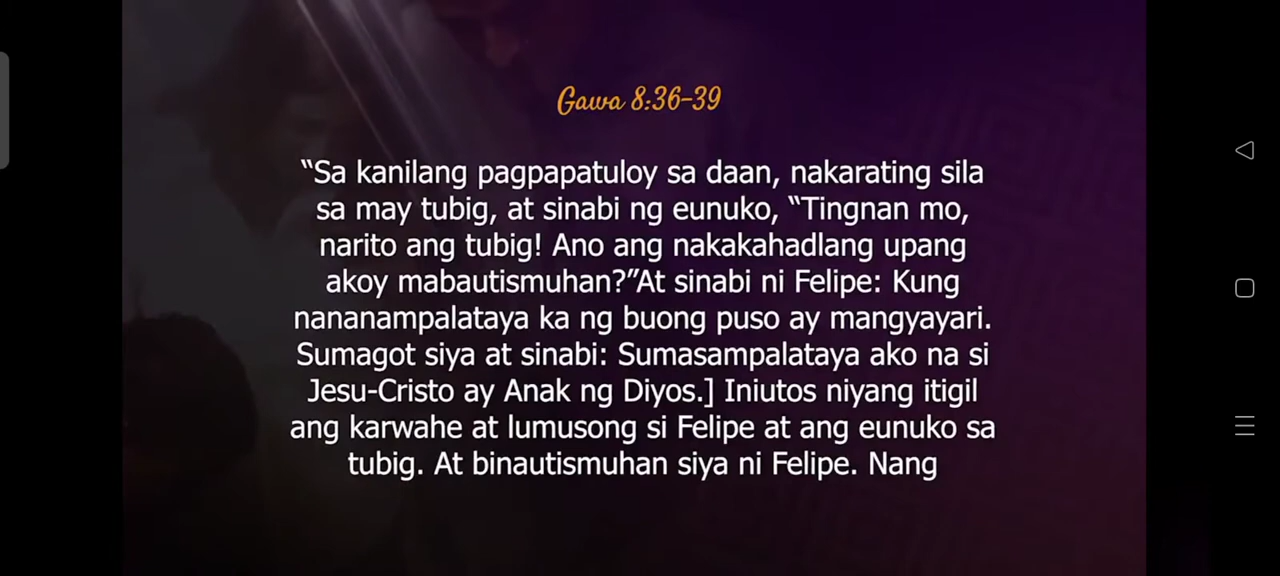 Gawa 8:36-39
“Sa kanilang pagpapatuloy sa daan, nakarating sila
sa may tubig, at sinabi ng eunuko, “Tingnan mo,
narito ang tubig! Ano ang nakakahadlang upang
akoy mabautismuhan?”At sinabi ni Felipe: Kung
nananampalataya ka ng buong puso ay mangyayari.
Sumagot siya at sinabi: Sumasampalataya ako na si
Jesu-Cristo ay Anak ng Diyos.] Iniutos niyang itigil
ang karwahe at lumusong si Felipe at ang eunuko sa
tubig. At binautismuhan siya ni Felipe. Nang